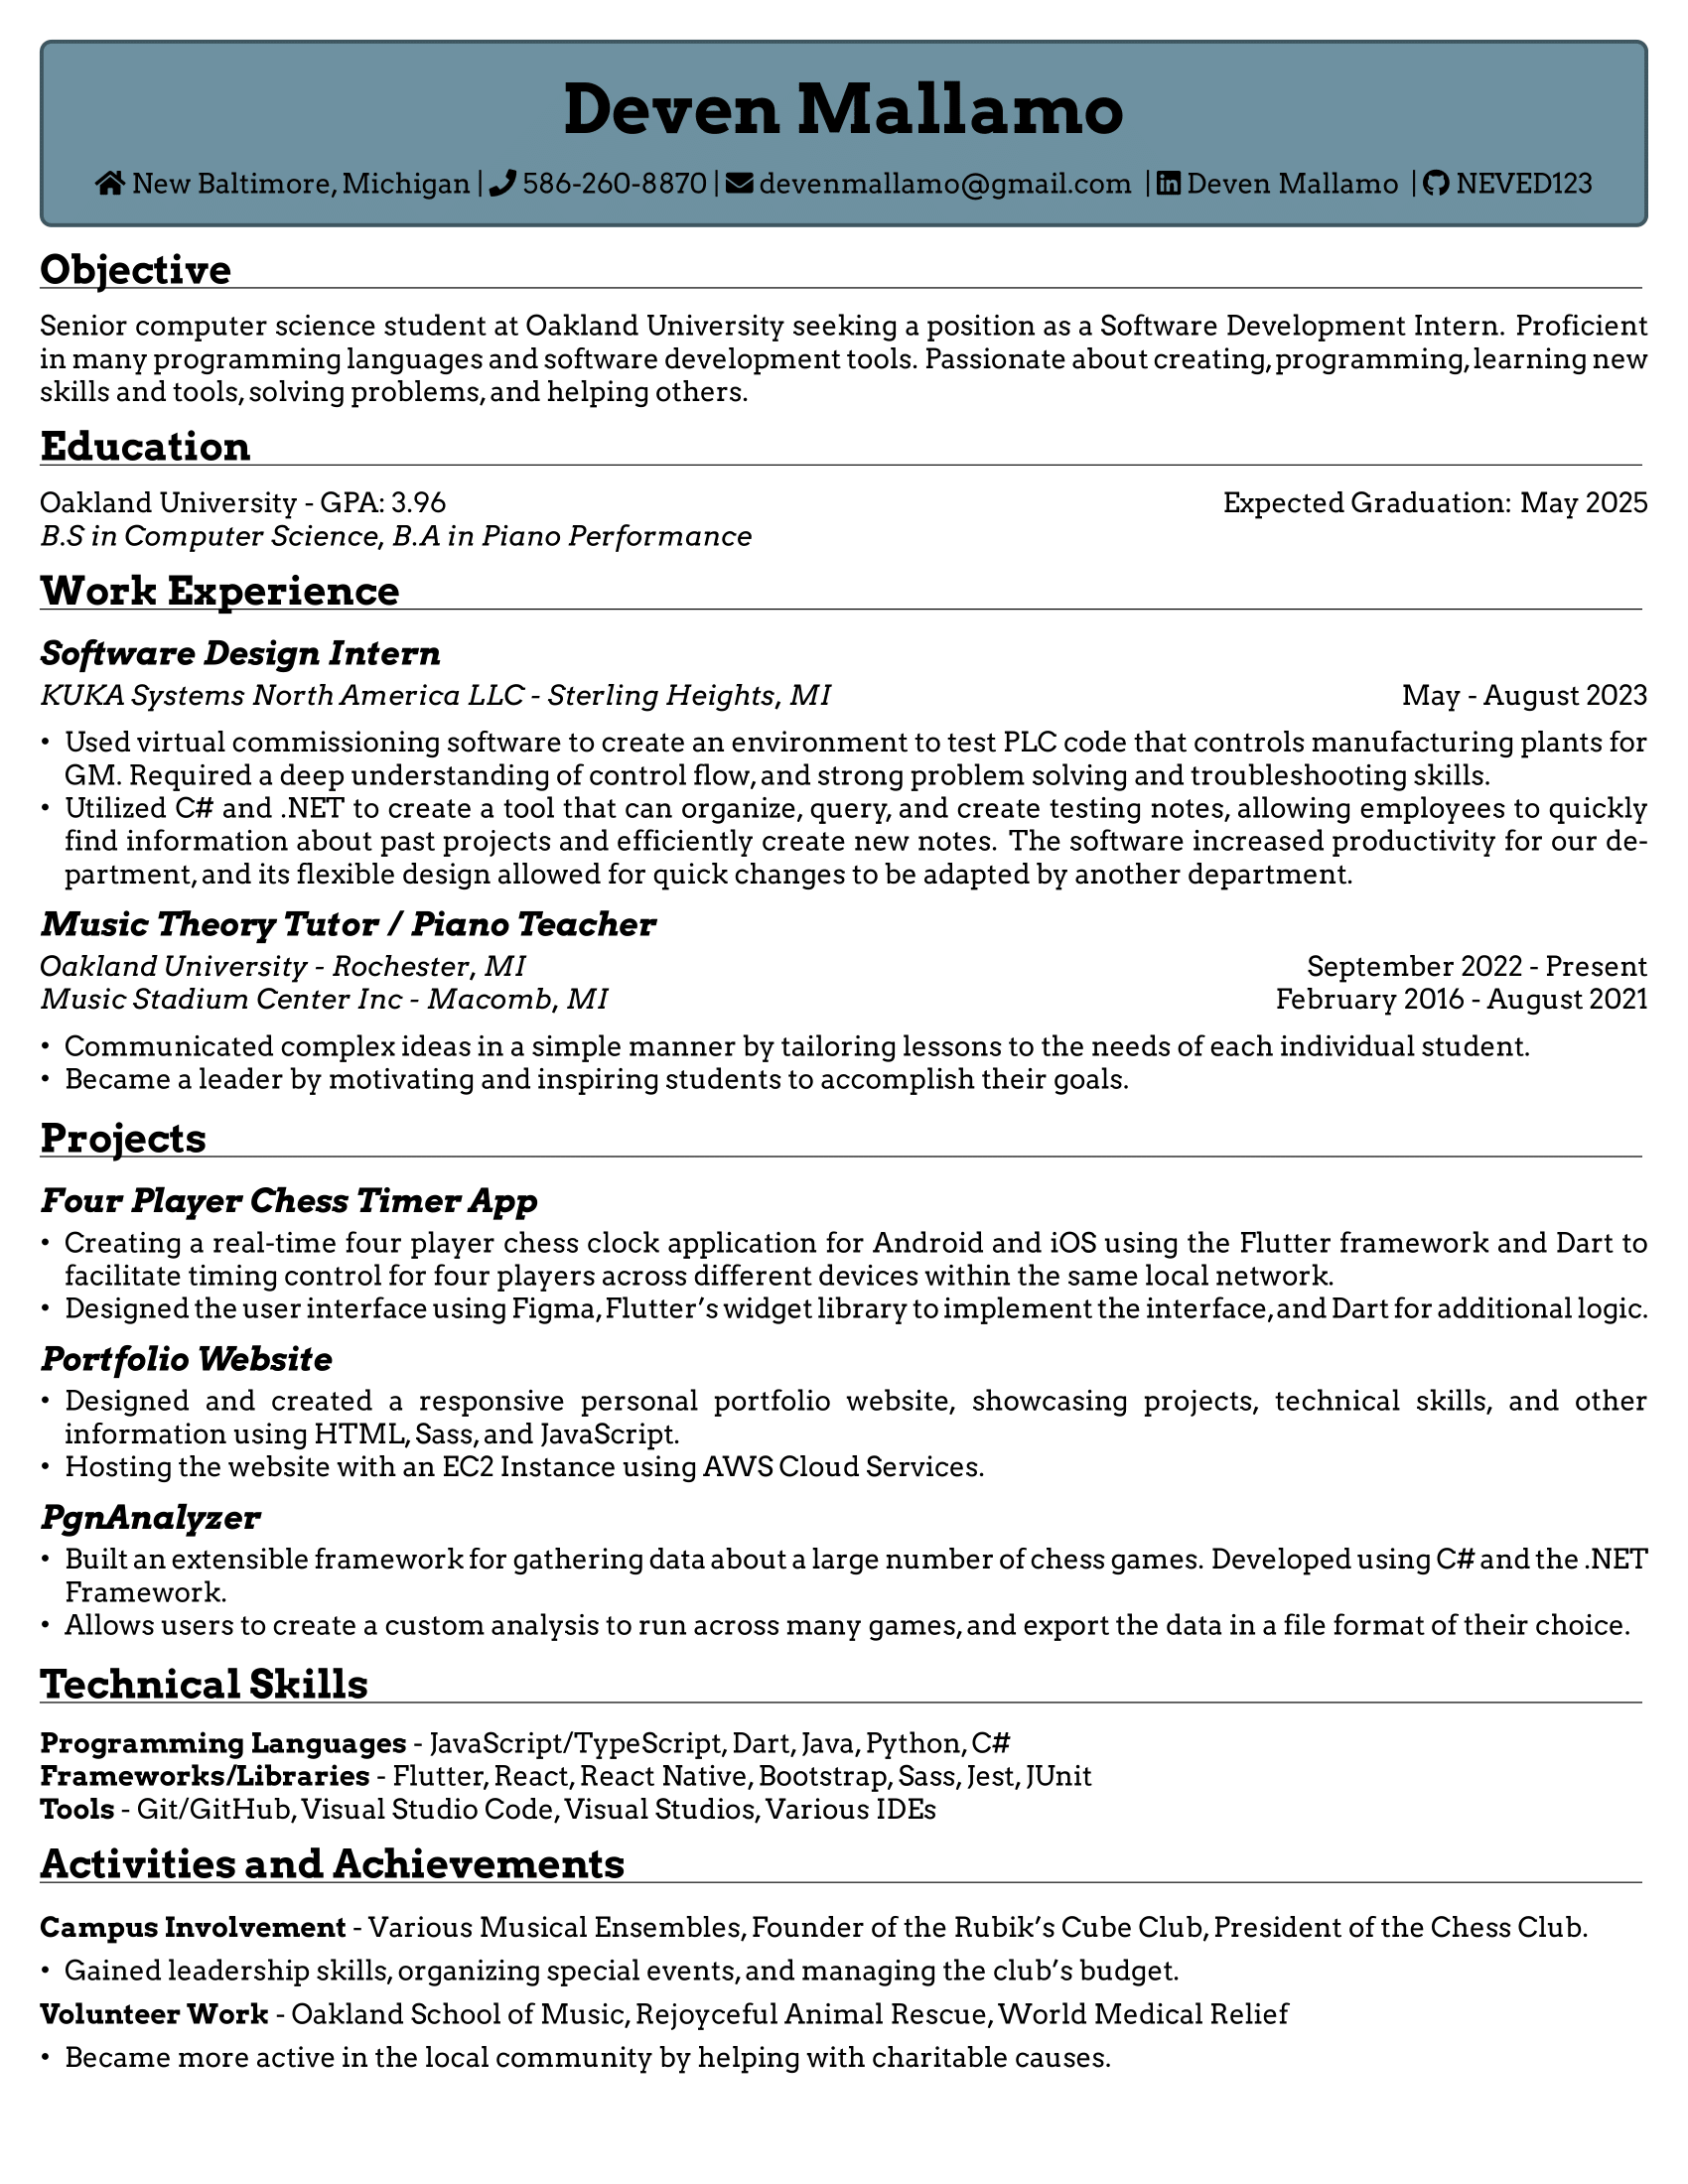 Deven Mallamo
New Baltimore, Michigan | 586-260-8870 | devenmallamo@gmail.com | Deven Mallamo | NEVED123
Objective
Senior computer science student at Oakland University seeking a position as a Software Development Intern. Proficient
in many programming languages and software development tools. Passionate about creating, programming, learning new
skills and tools, solving problems, and helping others.
Education
Oakland University - GPA: 3.96 Expected Graduation: May 2025
B.S in Computer Science, B.A in Piano Performance
Work Experience
Software Design Intern
KUKA Systems North America LLC - Sterling Heights, MI May - August 2023
• Used virtual commissioning software to create an environment to test PLC code that controls manufacturing plants for
GM. Required a deep understanding of control flow, and strong problem solving and troubleshooting skills.
• Utilized C# and .NET to create a tool that can organize, query, and create testing notes, allowing employees to quickly
find information about past projects and efficiently create new notes. The software increased productivity for our de-
partment, and its flexible design allowed for quick changes to be adapted by another department.
Music Theory Tutor / Piano Teacher
Oakland University - Rochester, MI September 2022 - Present
Music Stadium Center Inc - Macomb, MI February 2016 - August 2021
• Communicated complex ideas in a simple manner by tailoring lessons to the needs of each individual student.
• Became a leader by motivating and inspiring students to accomplish their goals.
Projects
Four Player Chess Timer App
• Creating a real-time four player chess clock application for Android and iOS using the Flutter framework and Dart to
facilitate timing control for four players across different devices within the same local network.
• Designed the user interface using Figma, Flutter's widget library to implement the interface, and Dart for additional logic.
Portfolio Website
• Designed and created a responsive personal portfolio website, showcasing projects, technical skills, and other
information using HTML, Sass, and JavaScript.
• Hosting the website with an EC2 Instance using AWS Cloud Services.
PgnAnalyzer
• Built an extensible framework for gathering data about a large number of chess games. Developed using C# and the .NET
Framework.
• Allows users to create a custom analysis to run across many games, and export the data in a file format of their choice.
Technical Skills
Programming Languages - JavaScript/TypeScript, Dart, Java, Python, C#
Frameworks/Libraries - Flutter, React, React Native, Bootstrap, Sass, Jest, JUnit
Tools - Git/GitHub, Visual Studio Code, Visual Studios, Various IDEs
Activities and Achievements
Campus Involvement - Various Musical Ensembles, Founder of the Rubik's Cube Club, President of the Chess Club.
• Gained leadership skills, organizing special events, and managing the club's budget.
Volunteer Work - Oakland School of Music, Rejoyceful Animal Rescue, World Medical Relief
• Became more active in the local community by helping with charitable causes.